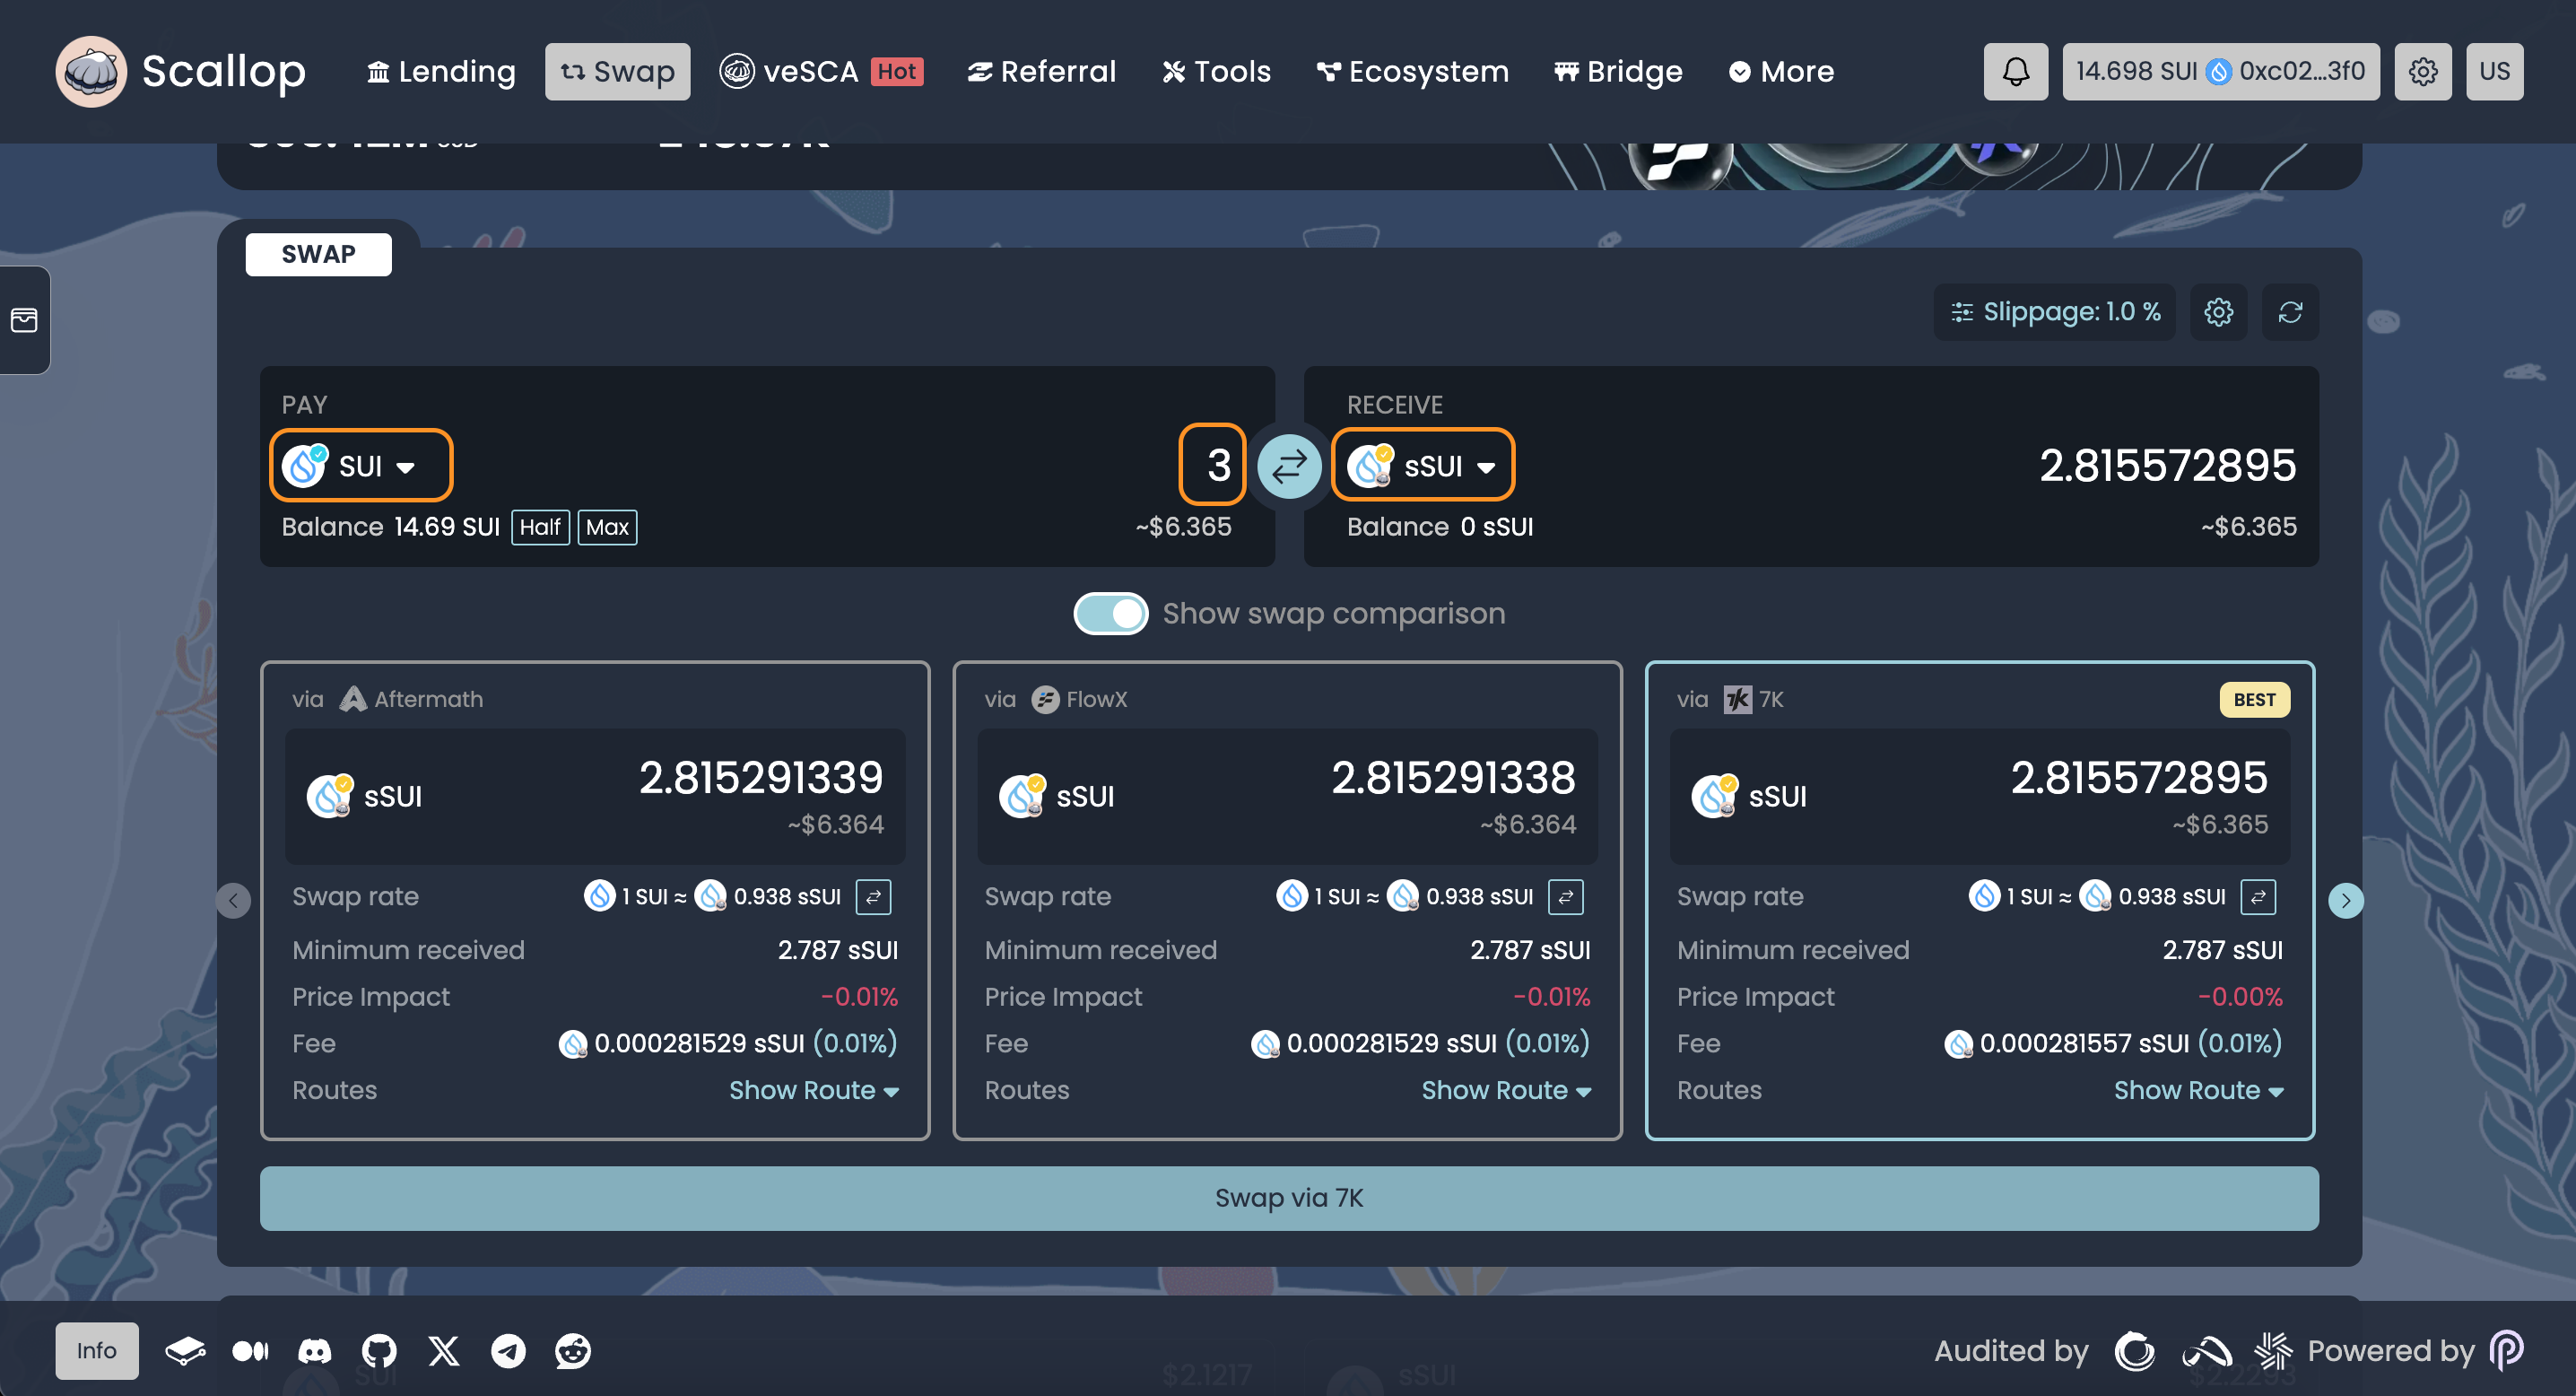 Scallop
Lending
Swap
veSCA Hot
Referral
Tools
Ecosystem
Bridge
More
14.698 SUI 0xc02...3f0
US
SWAP
Slippage: 1.0 %
PAY
SUI
3
Balance 14.69 SUI Half Max
~$6.365
RECEIVE
sSUI
2.815572895
Balance 0 sSUI
~$6.365
Show swap comparison
via Aftermath
sSUI
2.815291339
~$6.364
Swap rate 1 SUI ≈ 0.938 sSUI
Minimum received 2.787 sSUI
Price Impact -0.01%
Fee 0.000281529 sSUI (0.01%)
Routes Show Route
via FlowX
sSUI
2.815291338
~$6.364
Swap rate 1 SUI ≈ 0.938 sSUI
Minimum received 2.787 sSUI
Price Impact -0.01%
Fee 0.000281529 sSUI (0.01%)
Routes Show Route
via 7K BEST
sSUI
2.815572895
~$6.365
Swap rate 1 SUI ≈ 0.938 sSUI
Minimum received 2.787 sSUI
Price Impact -0.00%
Fee 0.000281557 sSUI (0.01%)
Routes Show Route
Swap via 7K
Info
Audited by
Powered by
SUI
$2.1217
sSUI
$2.2293